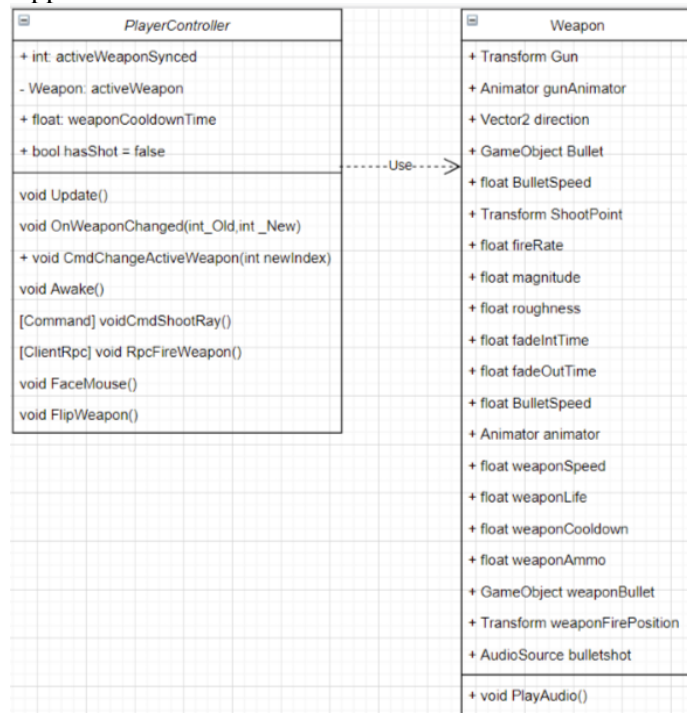 PlayerController
+ int: activeWeaponSynced
- Weapon: activeWeapon
+ float: weaponCooldownTime
+ bool hasShot = false
void Update()
void OnWeaponChanged(int_Old,int _New)
+ void CmdChangeActiveWeapon(int newIndex)
void Awake()
[Command] voidCmdShootRay()
[ClientRpc] void RpcFireWeapon()
void FaceMouse()
void FlipWeapon()
Use
Weapon
+ Transform Gun
+ Animator gunAnimator
+ Vector2 direction
+ GameObject Bullet
+ float BulletSpeed
+ Transform ShootPoint
+ float fireRate
+ float magnitude
+ float roughness
+ float fadeIntTime
+ float fadeOutTime
+ float BulletSpeed
+ Animator animator
+ float weaponSpeed
+ float weaponLife
+ float weaponCooldown
+ float weaponAmmo
+ GameObject weaponBullet
+ Transform weaponFirePosition
+ AudioSource bulletshot
+ void PlayAudio()